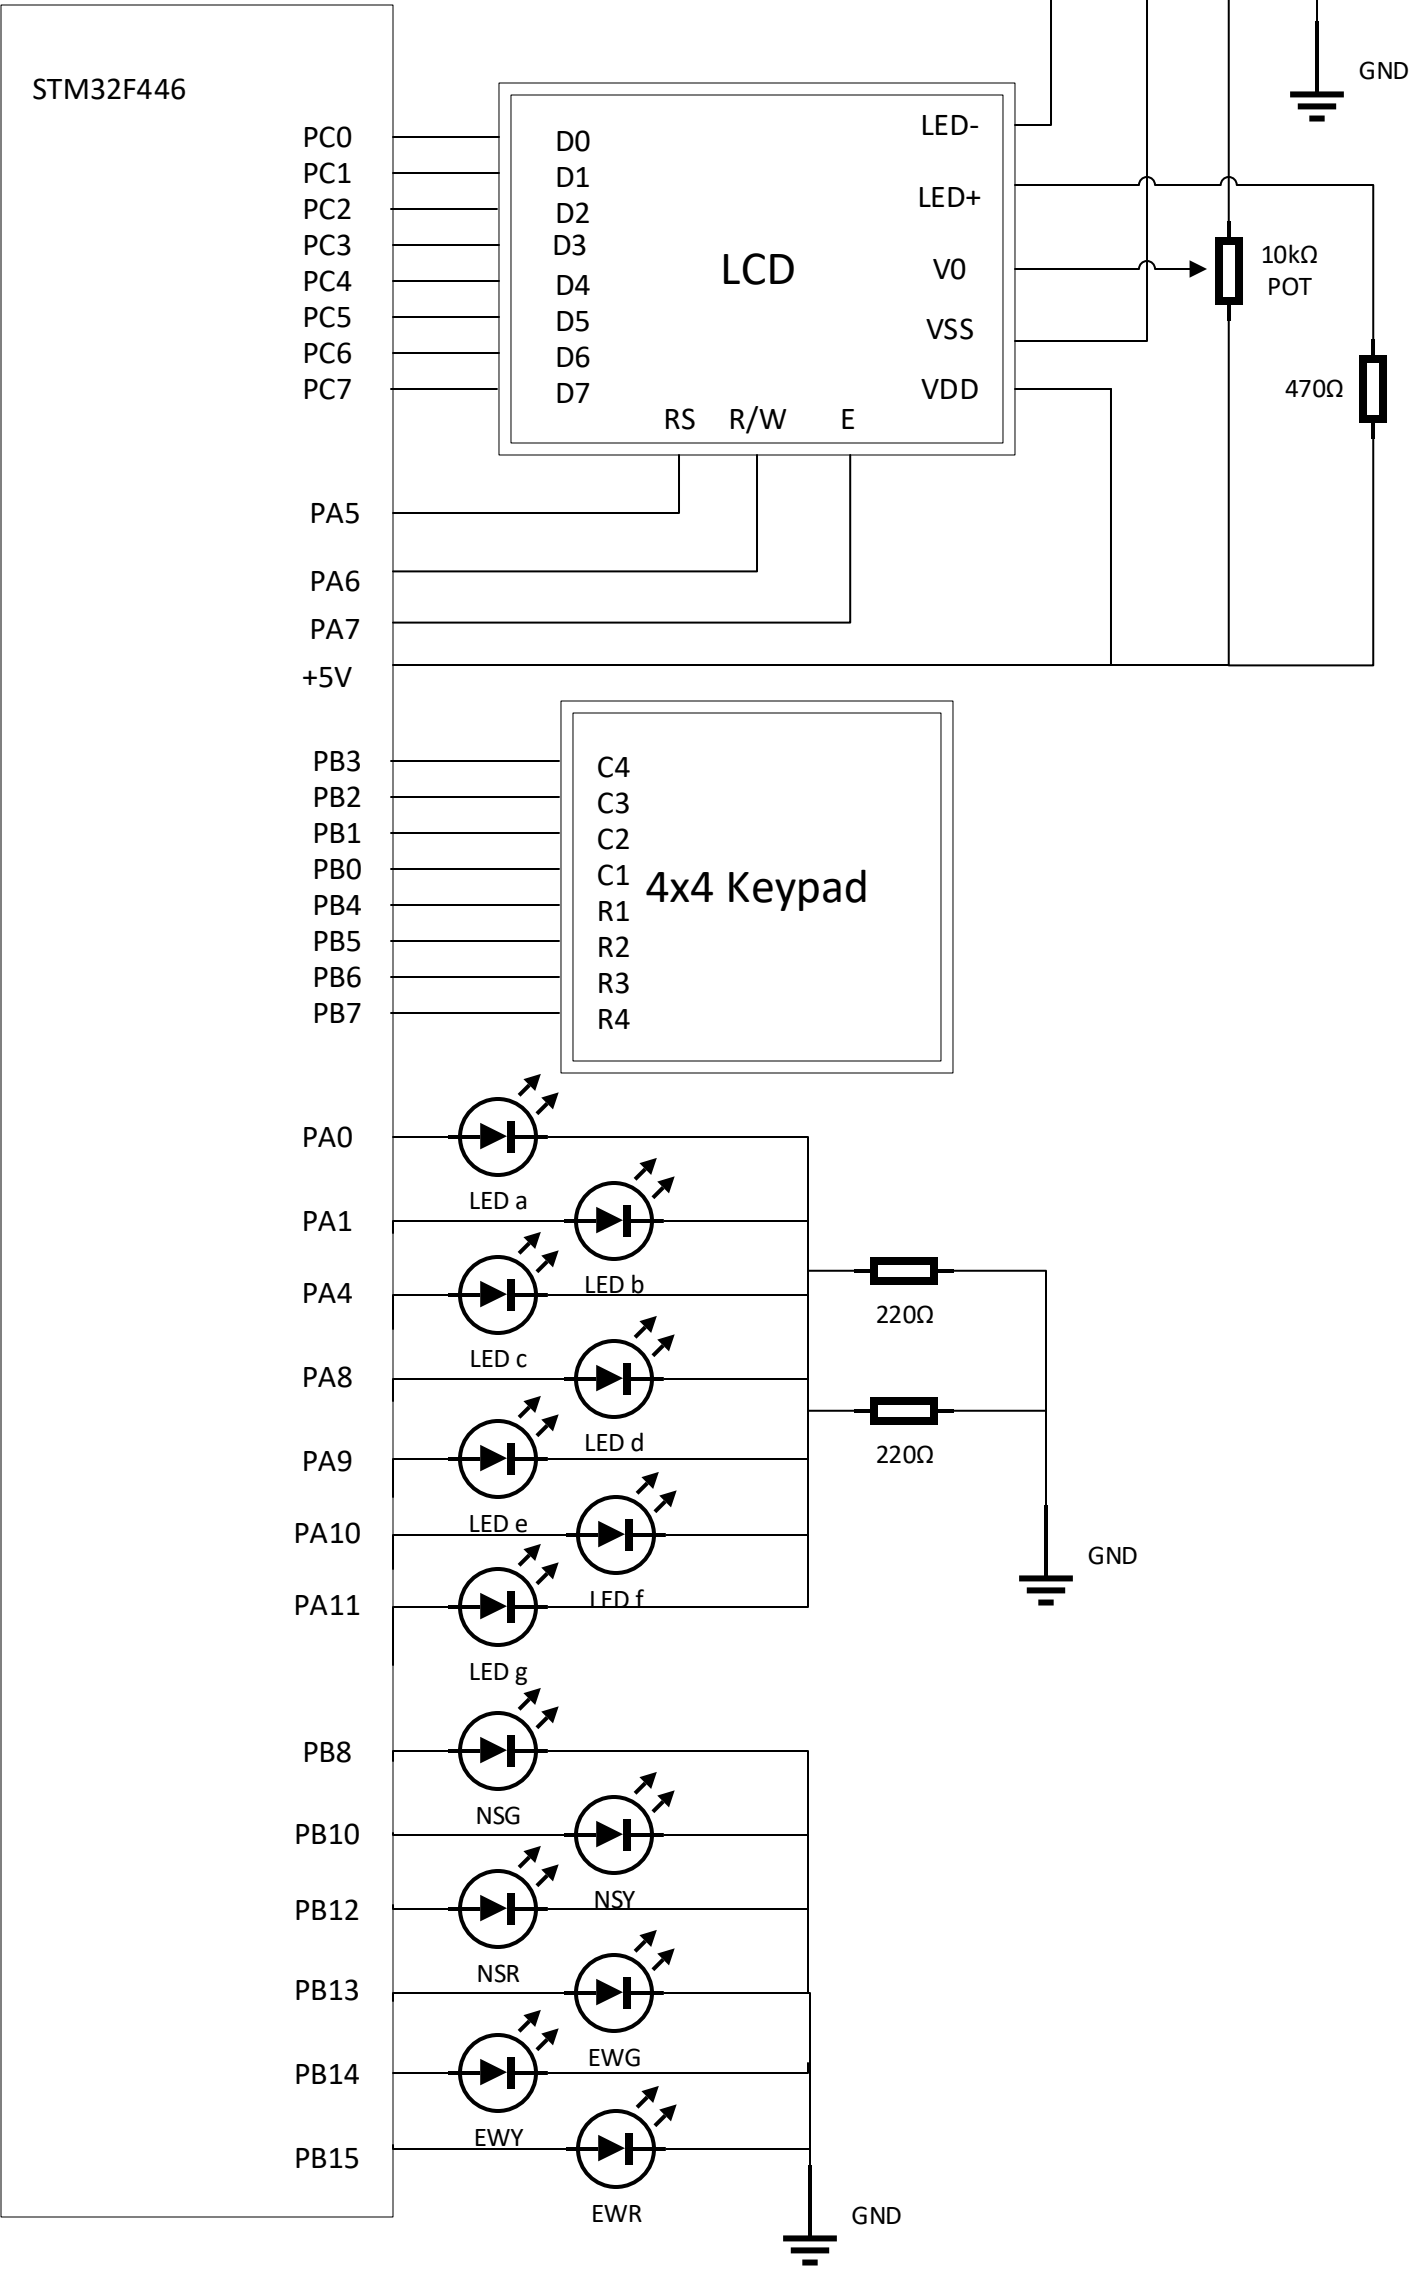 STM32F446
GND
PC0
PC1
PC2
PC3
PC4
PC5
PC6
PC7
D0
D1
D2
D3
D4
D5
D6
D7
LCD
LED-
LED+
V0
VSS
VDD
RS R/W E
10kΩ
POT
470Ω
PA5
PA6
PA7
+5V
PB3
PB2
PB1
PB0
PB4
PB5
PB6
PB7
C4
C3
C2
C1
R1
R2
R3
R4
4x4 Keypad
PA0
LED a
PA1
LED b
PA4
LED c
PA8
LED d
PA9
LED e
PA10
LED f
PA11
LED g
220Ω
220Ω
GND
PB8
NSG
PB10
NSY
PB12
NSR
PB13
EWG
PB14
EWY
PB15
EWR
GND